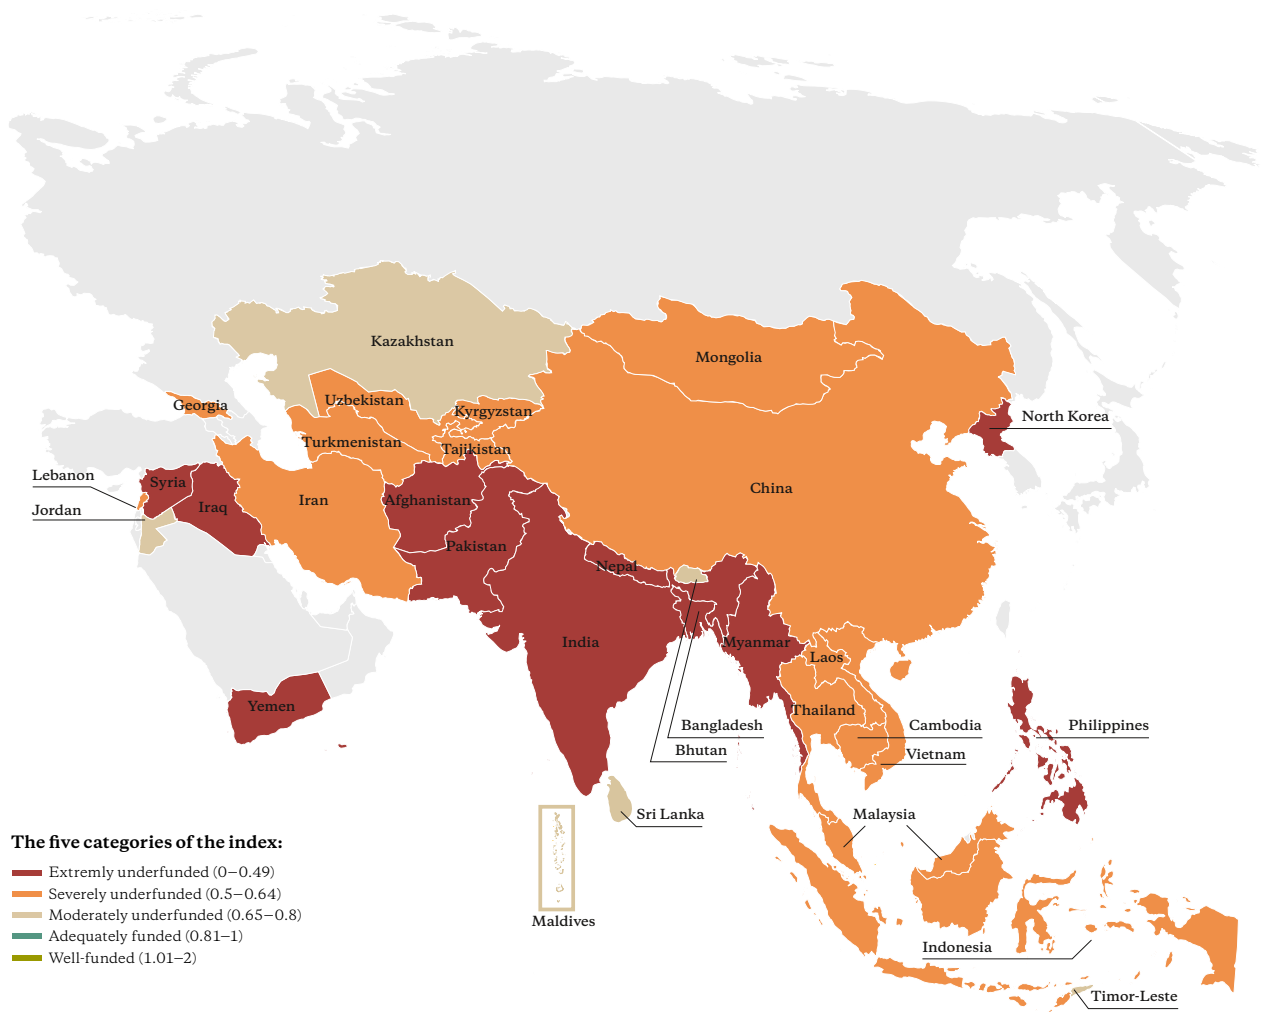 Kazakhstan
Mongolia
Uzbekistan
Georgia
Kyrgyzstan
North Korea
Turkmenistan
Tajikistan
Lebanon
Syria
China
Iran
Afghanistan
Iraq
Jordan
Pakistan
Nepal
India
Myanmar
Laos
Yemen
Thailand
Bangladesh
Cambodia
Philippines
Bhutan
Vietnam
Sri Lanka
Malaysia
The five categories of the index:
Extremly underfunded (0–0.49)
Severely underfunded (0.5–0.64)
Moderately underfunded (0.65–0.8)
Maldives
Adequately funded (0.81–1)
Indonesia
Well-funded (1.01–2)
Timor-Leste